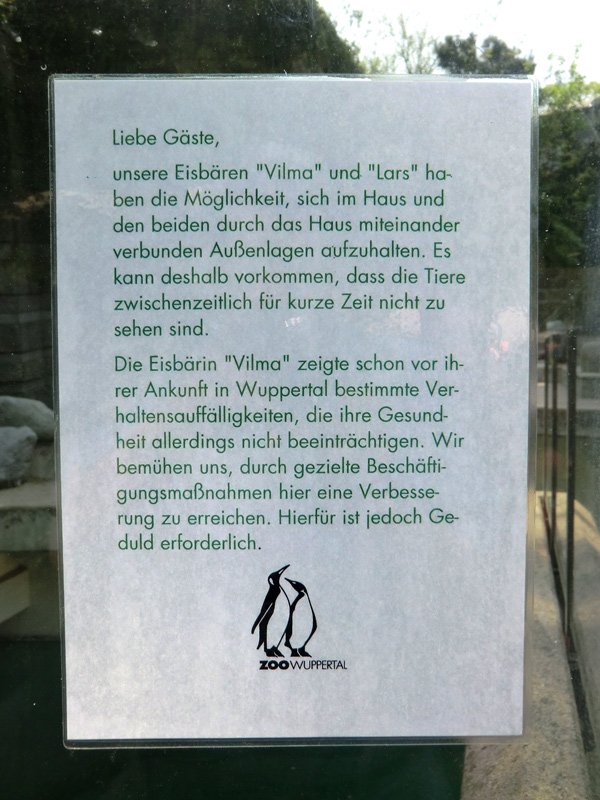 Liebe Gäste,
unsere Eisbären "Vilma" und "Lars" ha-
ben die Möglichkeit, sich im Haus und
den beiden durch das Haus miteinander
verbunden Außenlagen aufzuhalten. Es
kann deshalb vorkommen, dass die Tiere
zwischenzeitlich für kurze Zeit nicht zu
sehen sind.
Die Eisbärin "Vilma" zeigte schon vor ih-
rer Ankunft in Wuppertal bestimmte Ver-
haltensauffälligkeiten, die ihre Gesund-
heit allerdings nicht beeinträchtigen. Wir
bemühen uns, durch gezielte Beschäfti-
gungsmaßnahmen hier eine Verbesse-
rung zu erreichen. Hierfür ist jedoch Ge-
duld erforderlich.
ZOO WUPPERTAL